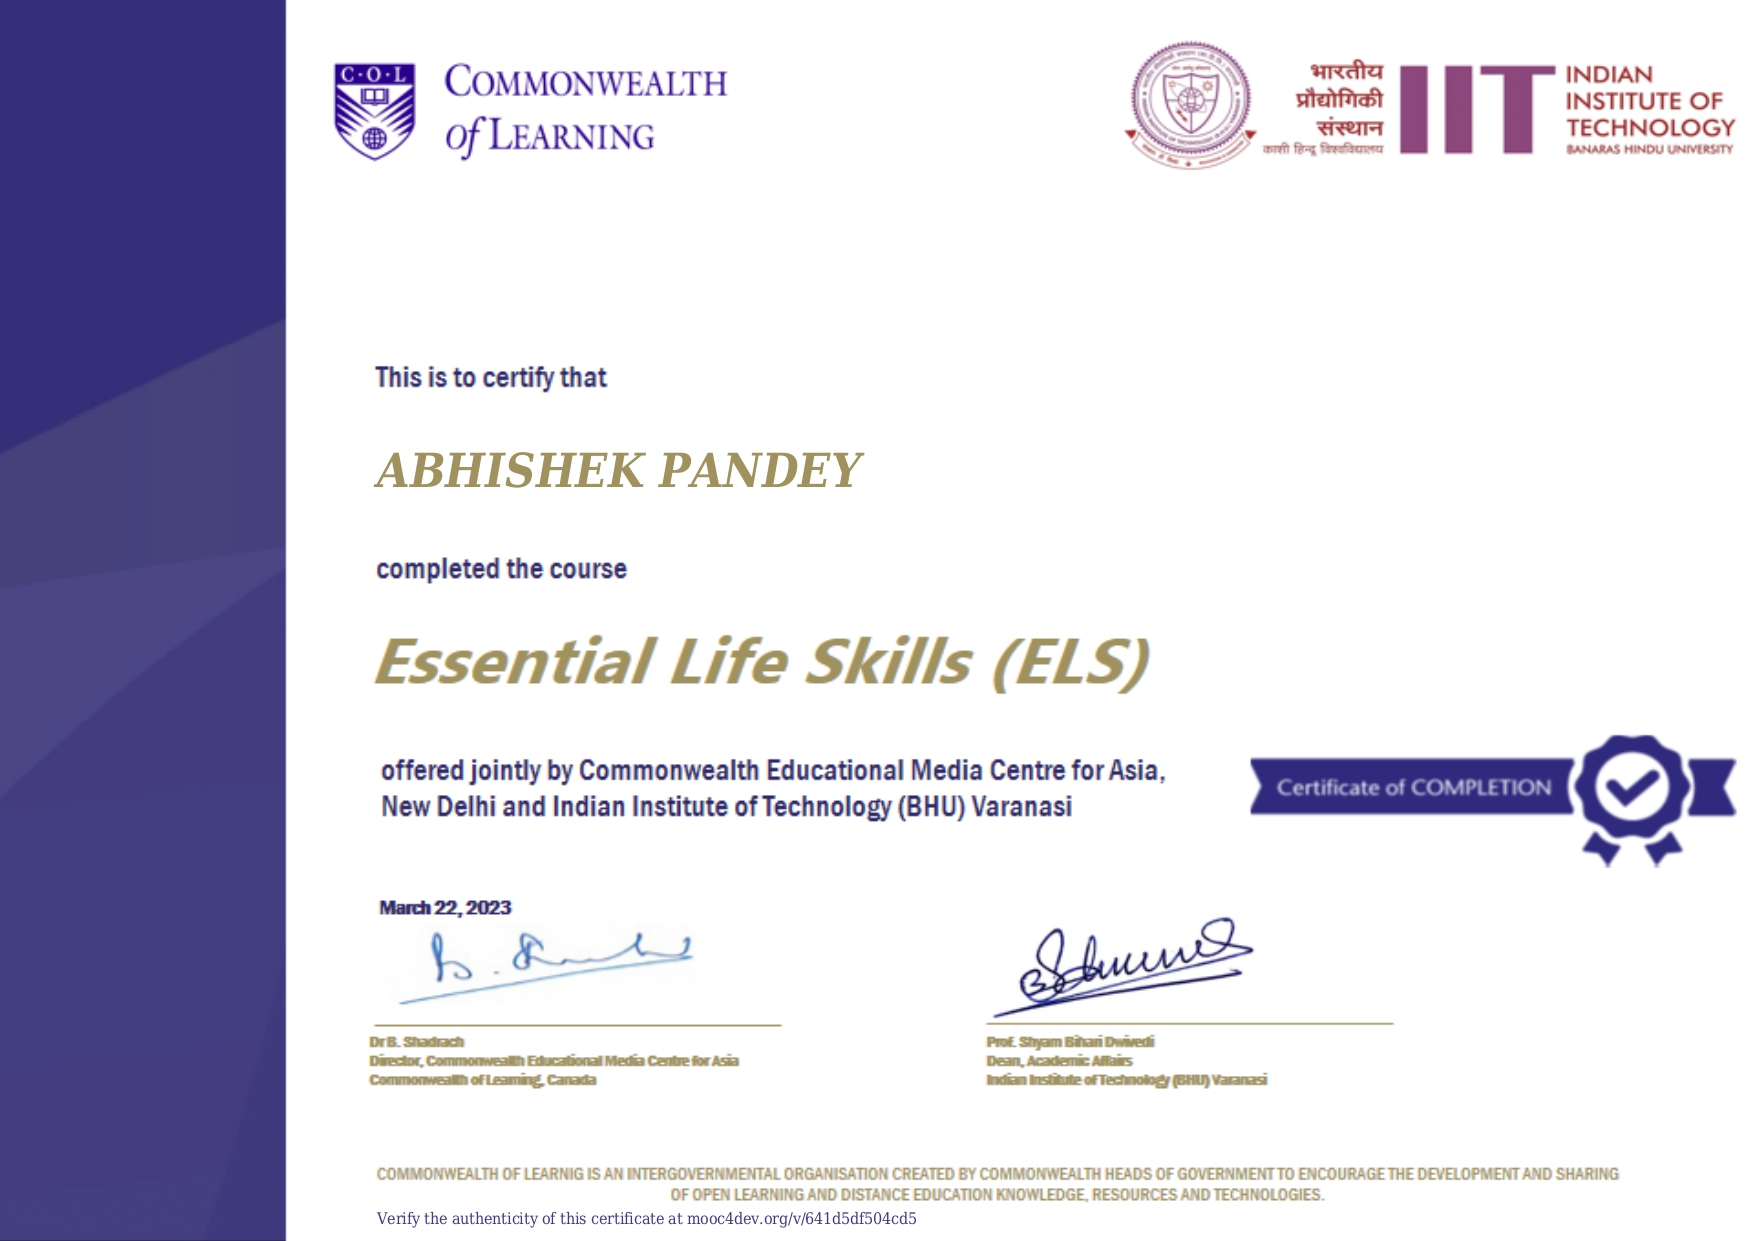 C·O·L
COMMONWEALTH
of LEARNING
भारतीय
प्रौद्योगिकी
संस्थान
काशी हिन्दू विश्वविद्यालय
IIT
INDIAN
INSTITUTE OF
TECHNOLOGY
BANARAS HINDU UNIVERSITY
This is to certify that
ABHISHEK PANDEY
completed the course
Essential Life Skills (ELS)
offered jointly by Commonwealth Educational Media Centre for Asia,
New Delhi and Indian Institute of Technology (BHU) Varanasi
Certificate of COMPLETION
March 22, 2023
Dr B. Shadrach
Director, Commonwealth Educational Media Centre for Asia
Commonwealth of Learning, Canada
Prof. Shyam Bihari Dwivedi
Dean, Academic Affairs
Indian Institute of Technology (BHU) Varanasi
COMMONWEALTH OF LEARNIG IS AN INTERGOVERNMENTAL ORGANISATION CREATED BY COMMONWEALTH HEADS OF GOVERNMENT TO ENCOURAGE THE DEVELOPMENT AND SHARING
OF OPEN LEARNING AND DISTANCE EDUCATION KNOWLEDGE, RESOURCES AND TECHNOLOGIES.
Verify the authenticity of this certificate at mooc4dev.org/v/641d5df504cd5